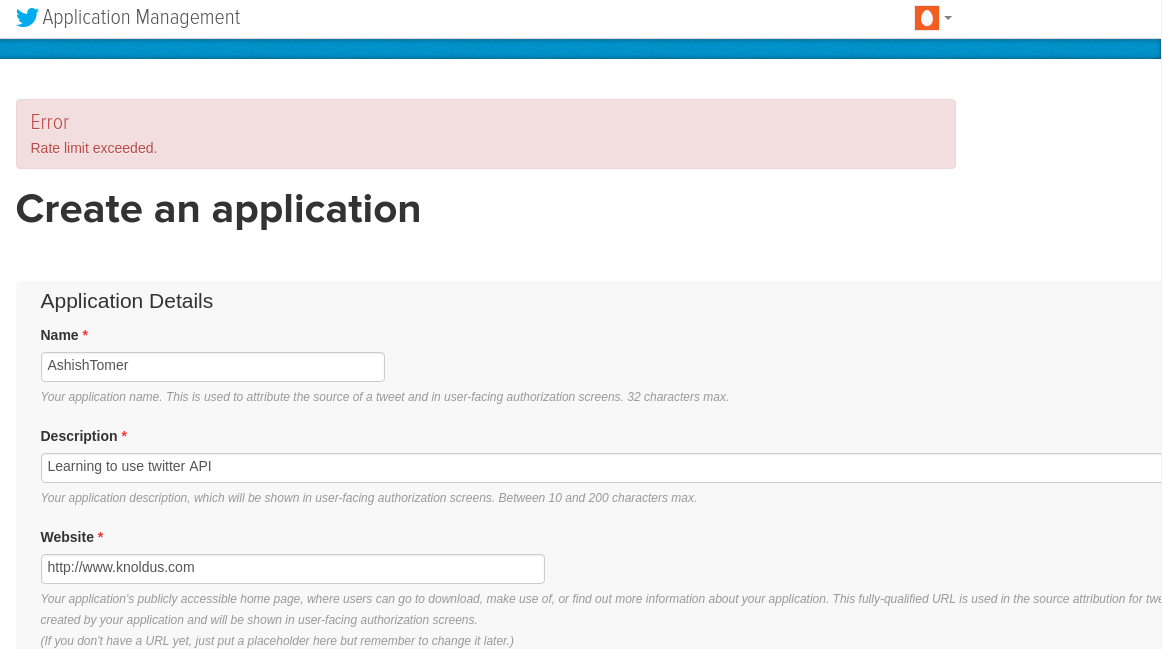 Application Management
Error
Rate limit exceeded.
Create an application
Application Details
Name *
AshishTomer
Your application name. This is used to attribute the source of a tweet and in user-facing authorization screens. 32 characters max.
Description *
Learning to use twitter API
Your application description, which will be shown in user-facing authorization screens. Between 10 and 200 characters max.
Website *
http://www.knoldus.com
Your application's publicly accessible home page, where users can go to download, make use of, or find out more information about your application. This fully-qualified URL is used in the source attribution for
created by your application and will be shown in user-facing authorization screens.
(If you don't have a URL yet, just put a placeholder here but remember to change it later.)